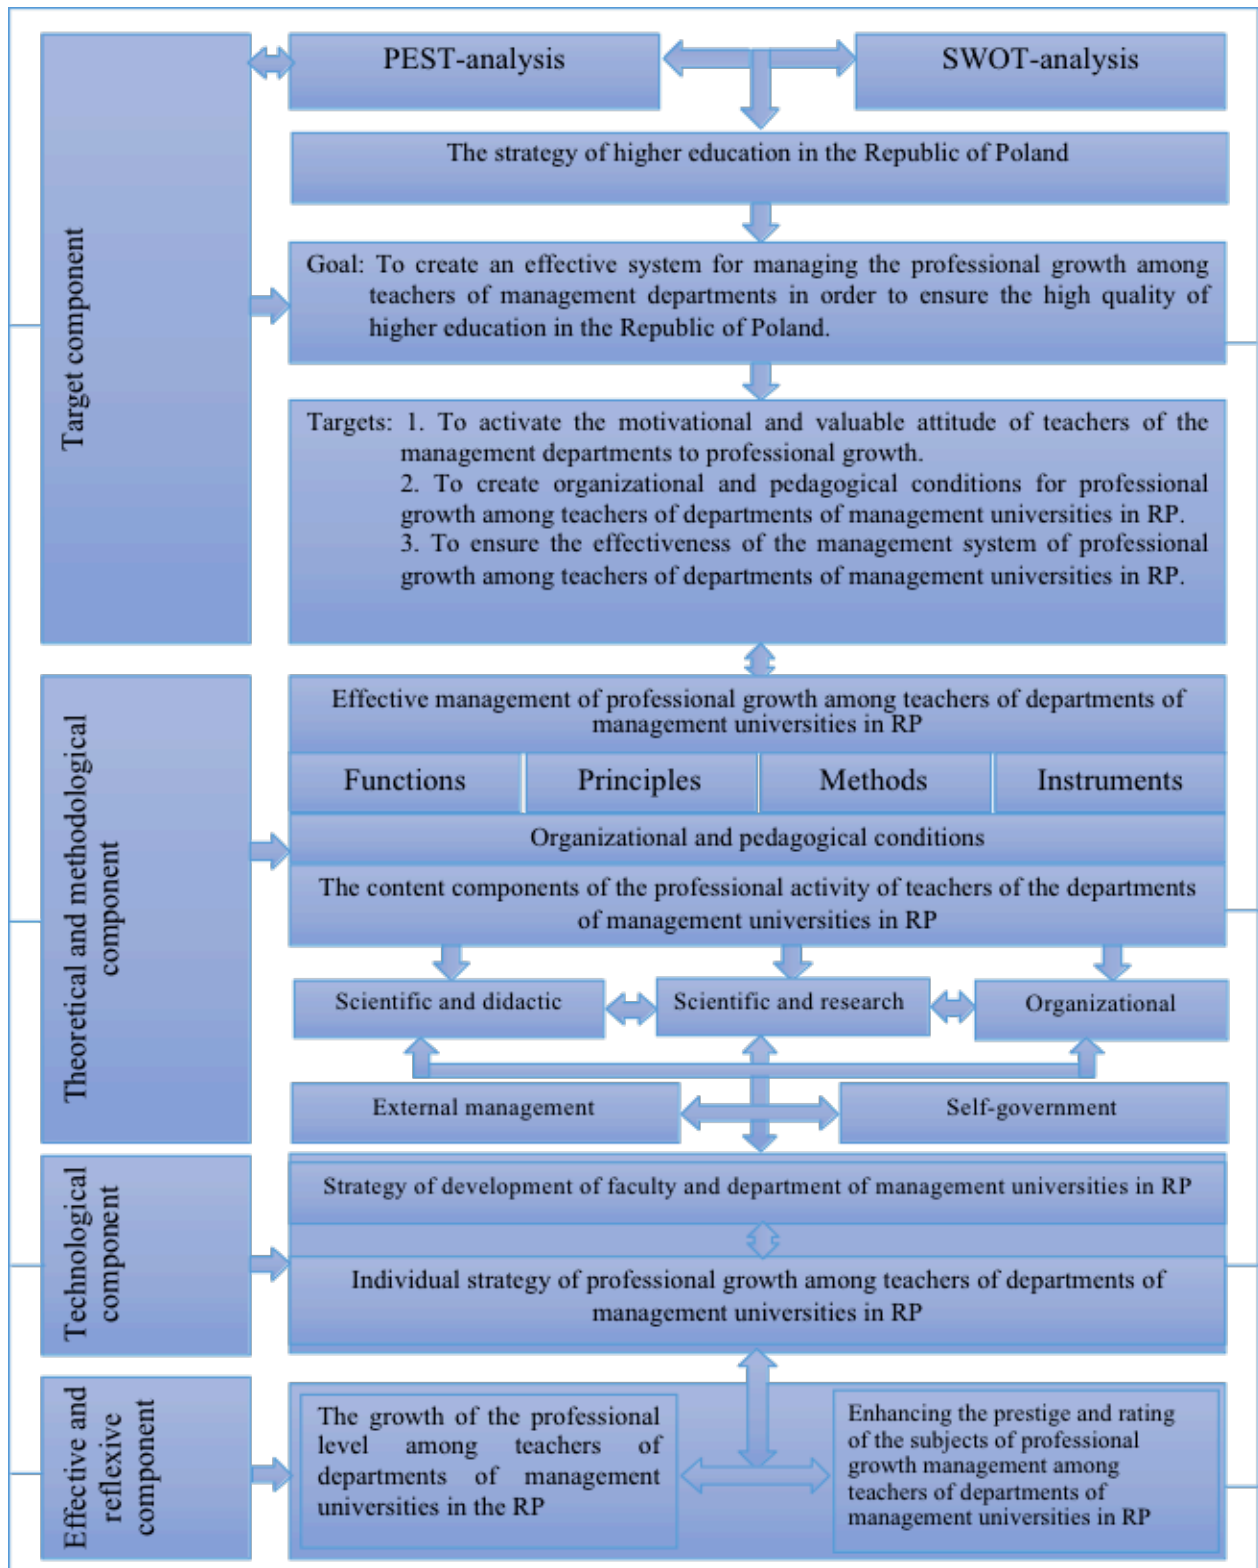 PEST-analysis
SWOT-analysis
The strategy of higher education in the Republic of Poland
Target component
Goal: To create an effective system for managing the professional growth among
teachers of management departments in order to ensure the high quality of
higher education in the Republic of Poland.
Targets: 1. To activate the motivational and valuable attitude of teachers of the
management departments to professional growth.
2. To create organizational and pedagogical conditions for professional
growth among teachers of departments of management universities in RP.
3. To ensure the effectiveness of the management system of professional
growth among teachers of departments of management universities in RP.
Theoretical and methodological
component
Effective management of professional growth among teachers of departments of
management universities in RP
Functions
Principles
Methods
Instruments
Organizational and pedagogical conditions
The content components of the professional activity of teachers of the departments
of management universities in RP
Scientific and didactic
Scientific and research
Organizational
External management
Self-government
Technological
component
Strategy of development of faculty and department of management universities in RP
Individual strategy of professional growth among teachers of departments of
management universities in RP
Effective and
reflexive
component
The growth of the professional
level among teachers of
departments of management
universities in the RP
Enhancing the prestige and rating
of the subjects of professional
growth management among
teachers of departments of
management universities in RP